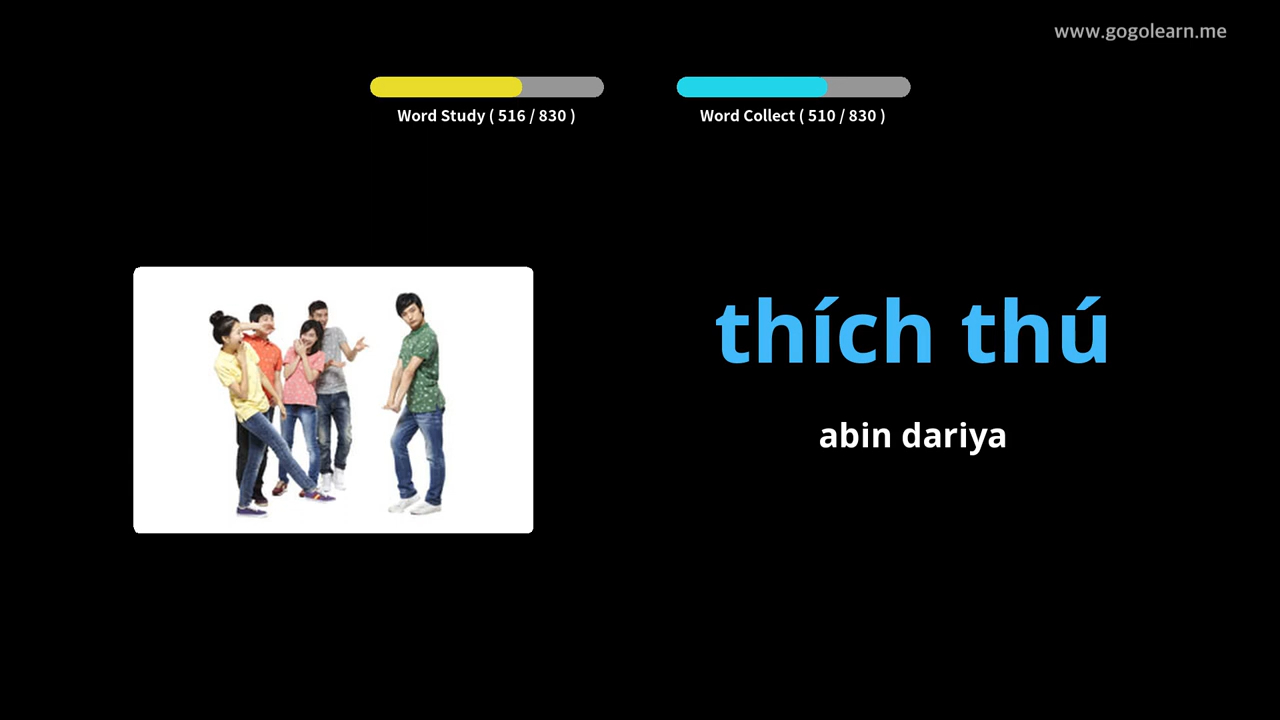 www.gogolearn.me
Word Study ( 516 / 830 )
Word Collect ( 510 / 830 )
thích thú
abin dariya